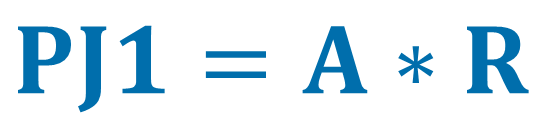 PJ1 = A * R